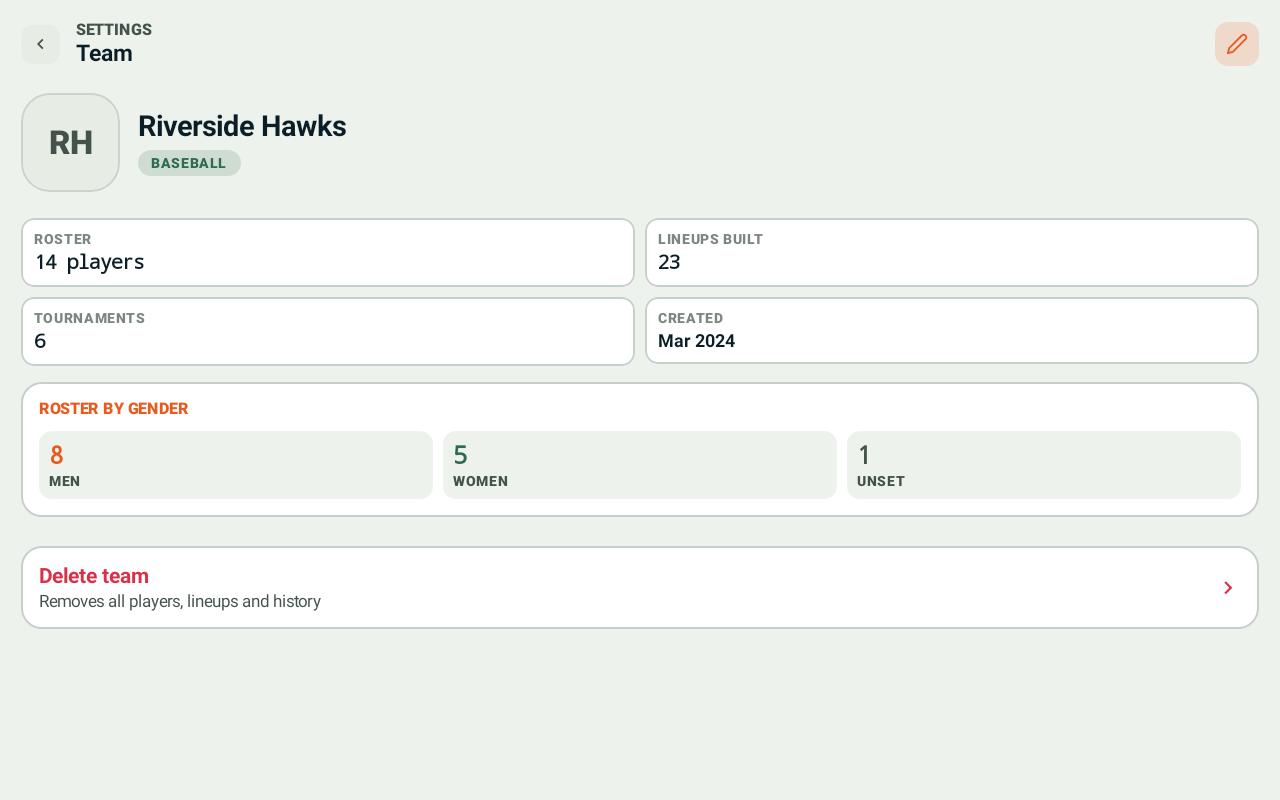 SETTINGS
Team
RH
Riverside Hawks
BASEBALL
ROSTER
14 players
LINEUPS BUILT
23
TOURNAMENTS
6
CREATED
Mar 2024
ROSTER BY GENDER
8
MEN
5
WOMEN
1
UNSET
Delete team
Removes all players, lineups and history